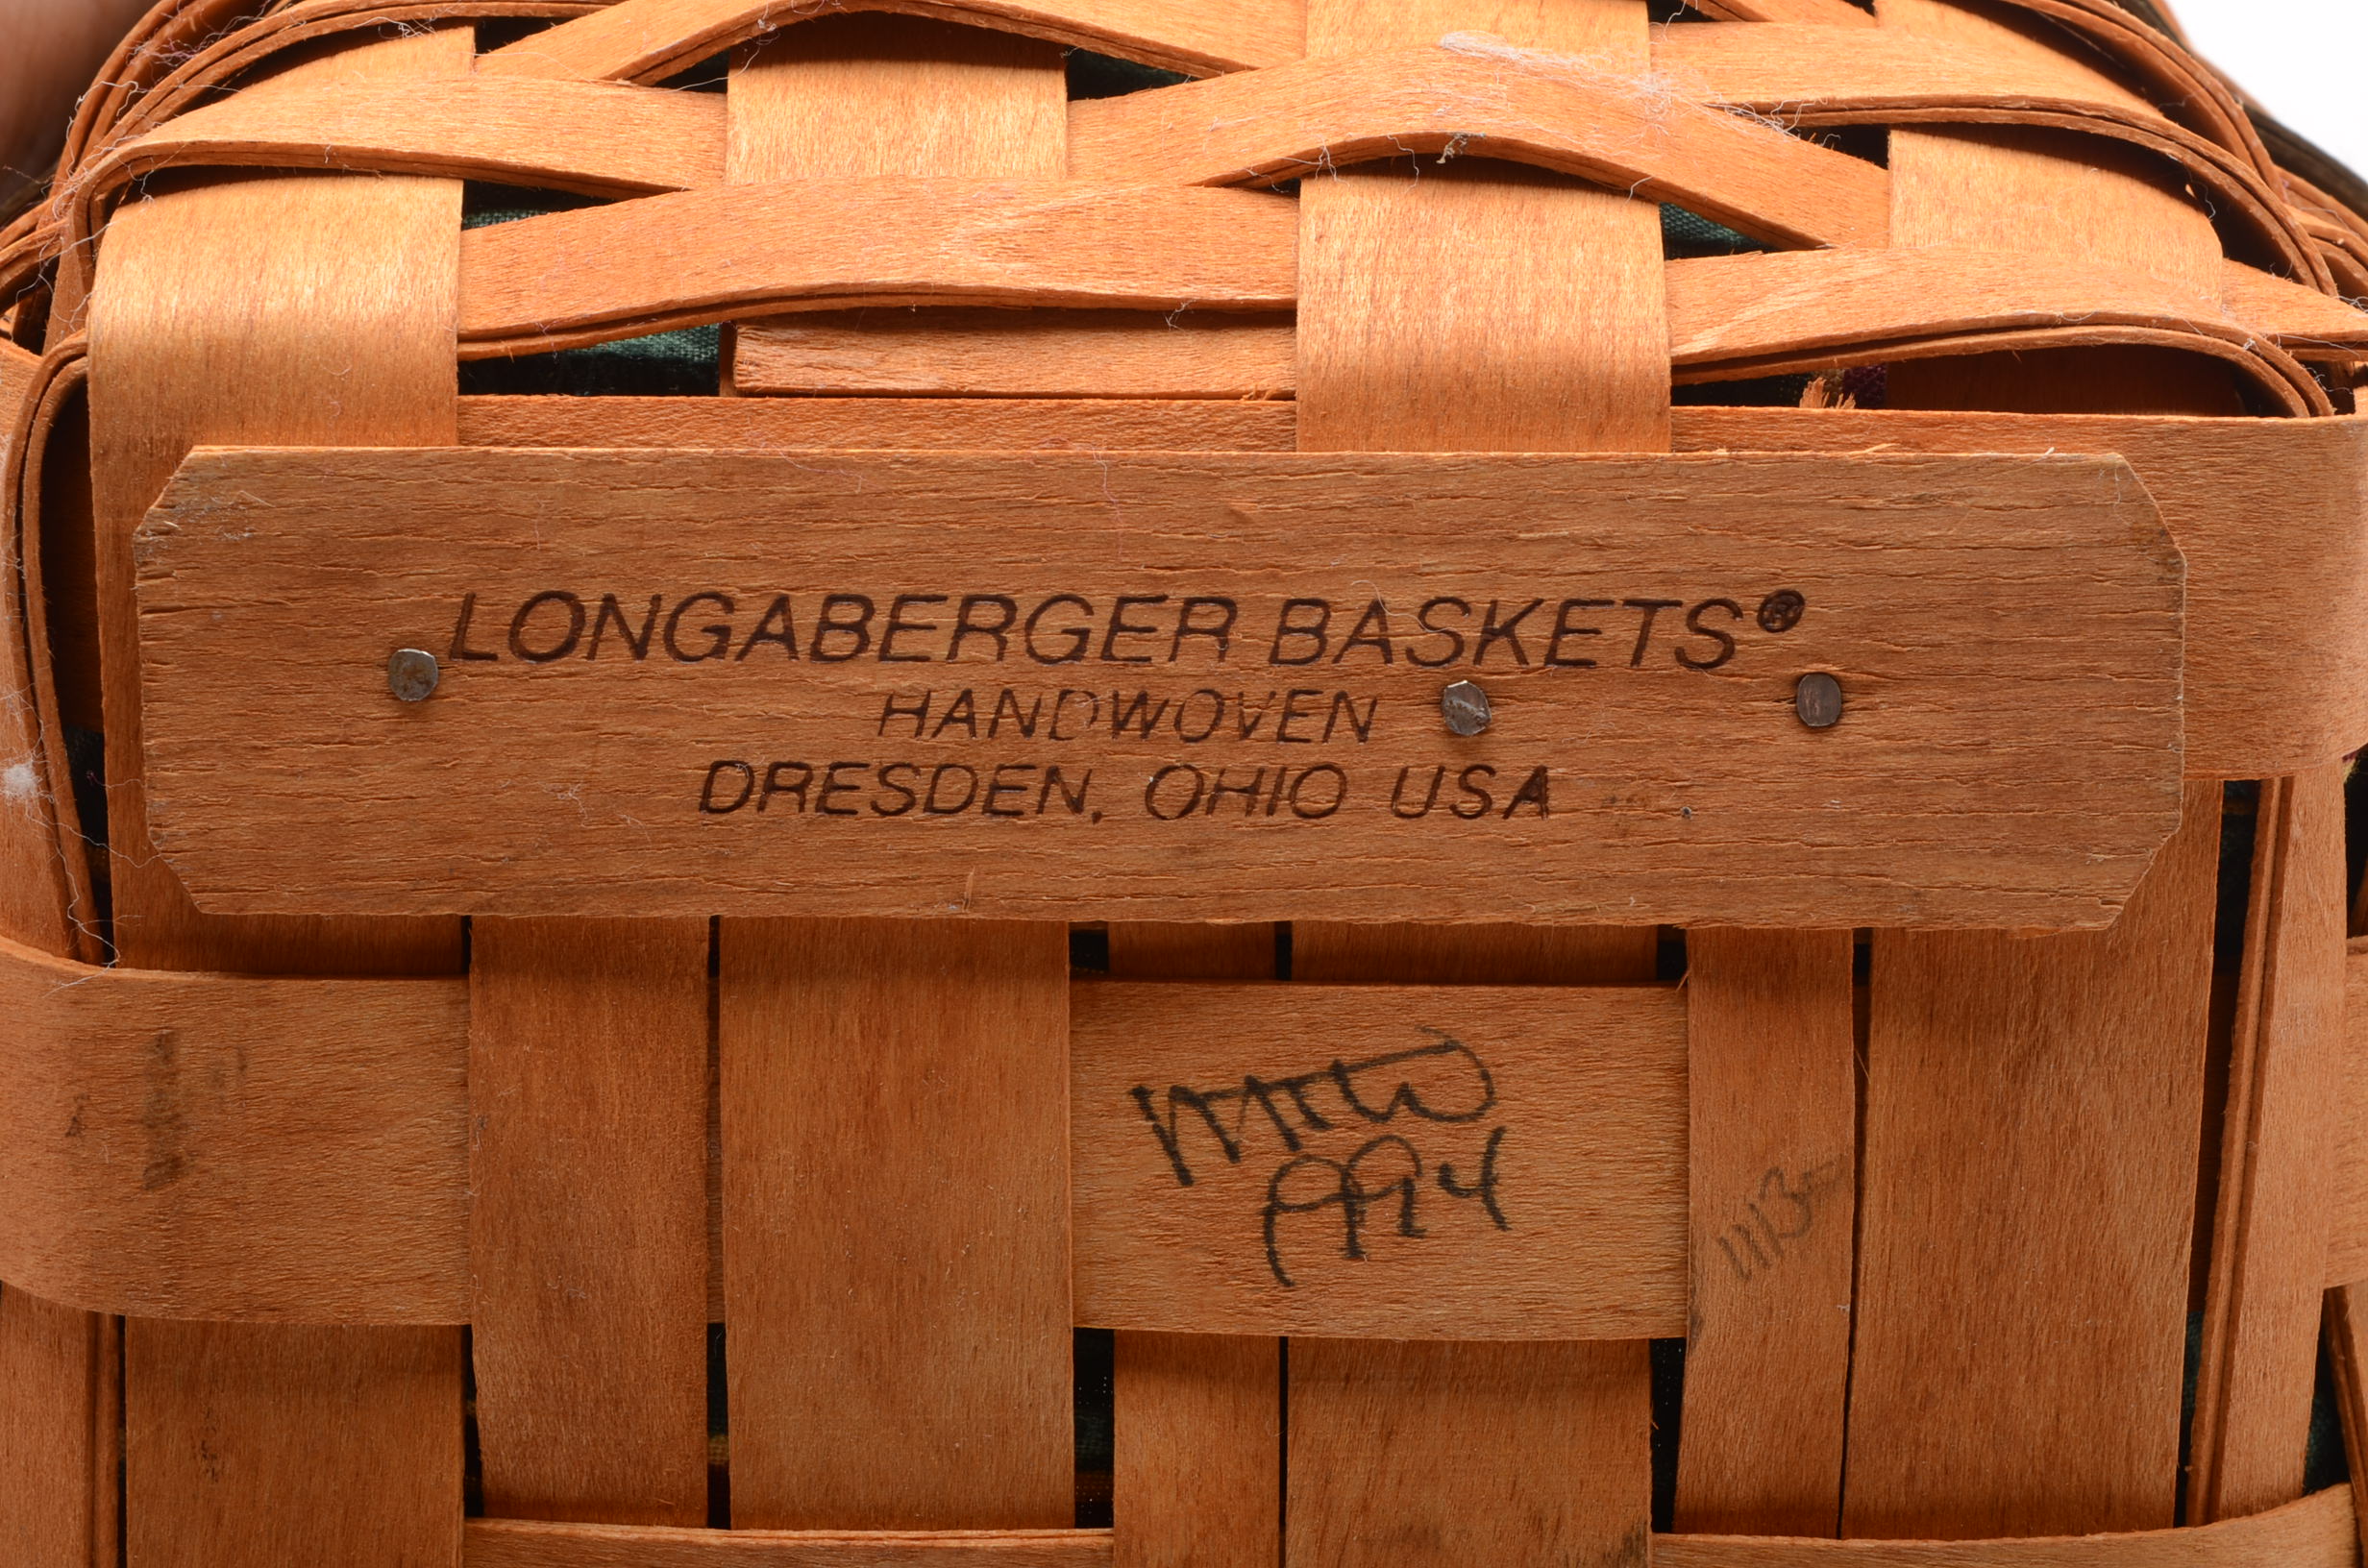 LONGABERGER BASKETS®
HANDWOVEN
DRESDEN, OHIO USA